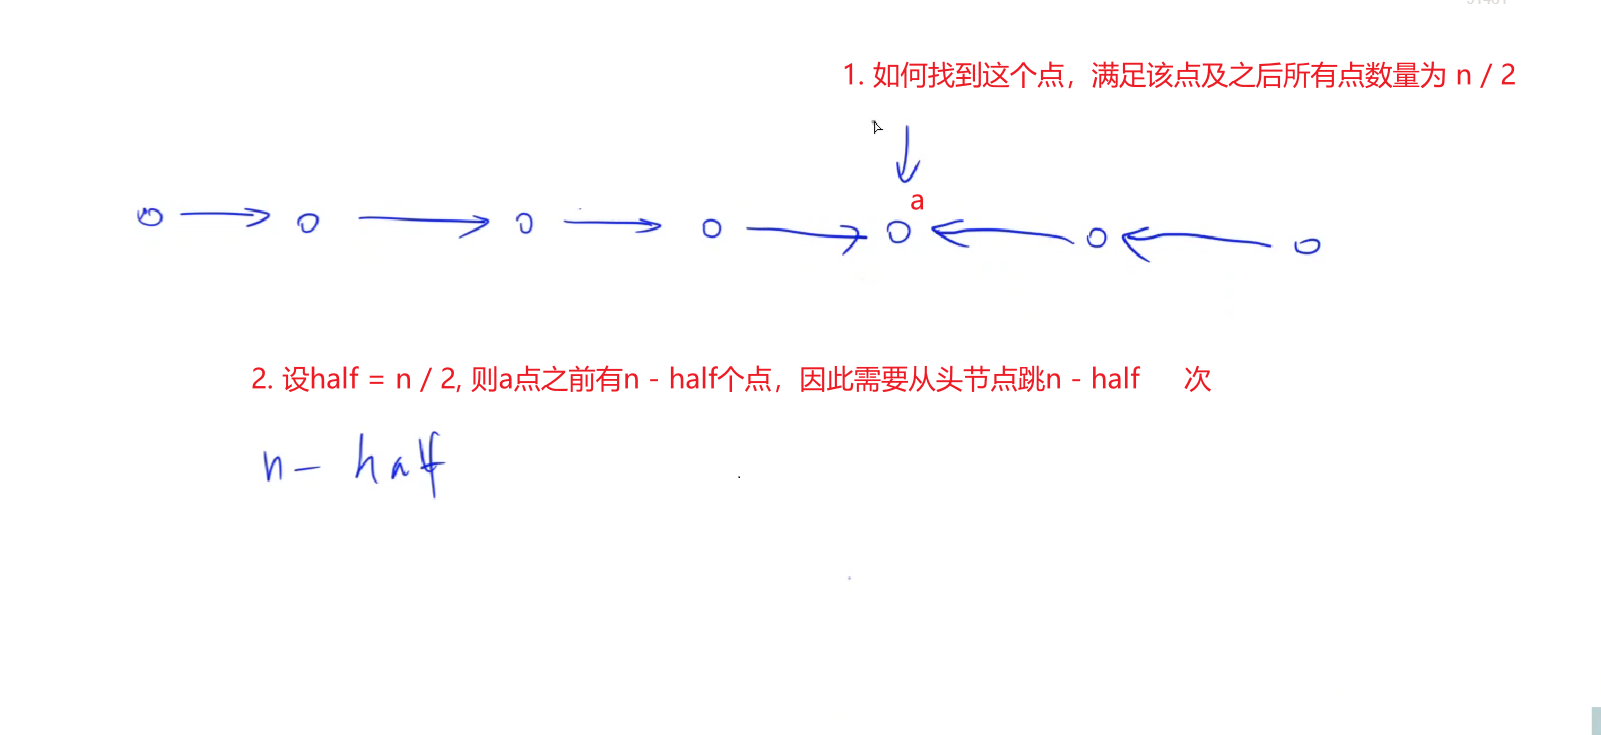 1. 如何找到这个点，满足该点及之后所有点数量为 n / 2
a
2. 设half = n / 2, 则a点之前有n - half个点，因此需要从头节点跳n - half 次
n - half